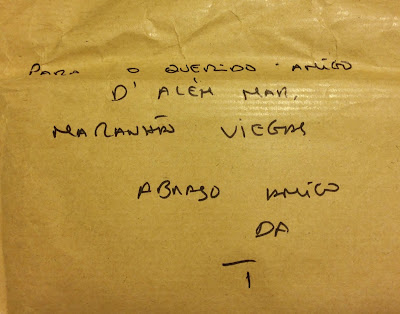 PARA O QUERIDO AMIGO
D'ALÉM MAR,
MARANHÃO VIEGAS
ABRAÇO AMIGO
DA